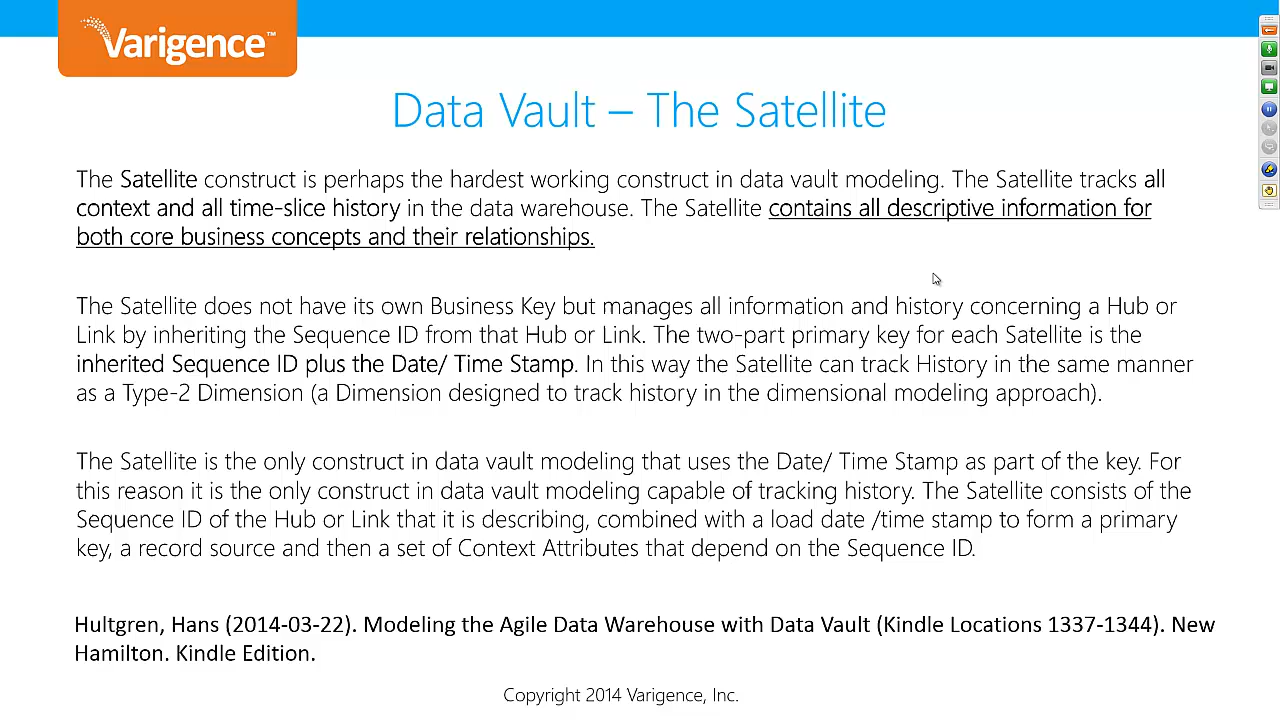 Varigence™
Data Vault – The Satellite
The Satellite construct is perhaps the hardest working construct in data vault modeling. The Satellite tracks all
context and all time-slice history in the data warehouse. The Satellite contains all descriptive information for
both core business concepts and their relationships.
The Satellite does not have its own Business Key but manages all information and history concerning a Hub or
Link by inheriting the Sequence ID from that Hub or Link. The two-part primary key for each Satellite is the
inherited Sequence ID plus the Date/ Time Stamp. In this way the Satellite can track History in the same manner
as a Type-2 Dimension (a Dimension designed to track history in the dimensional modeling approach).
The Satellite is the only construct in data vault modeling that uses the Date/ Time Stamp as part of the key. For
this reason it is the only construct in data vault modeling capable of tracking history. The Satellite consists of the
Sequence ID of the Hub or Link that it is describing, combined with a load date /time stamp to form a primary
key, a record source and then a set of Context Attributes that depend on the Sequence ID.
Hultgren, Hans (2014-03-22). Modeling the Agile Data Warehouse with Data Vault (Kindle Locations 1337-1344). New
Hamilton. Kindle Edition.
Copyright 2014 Varigence, Inc.